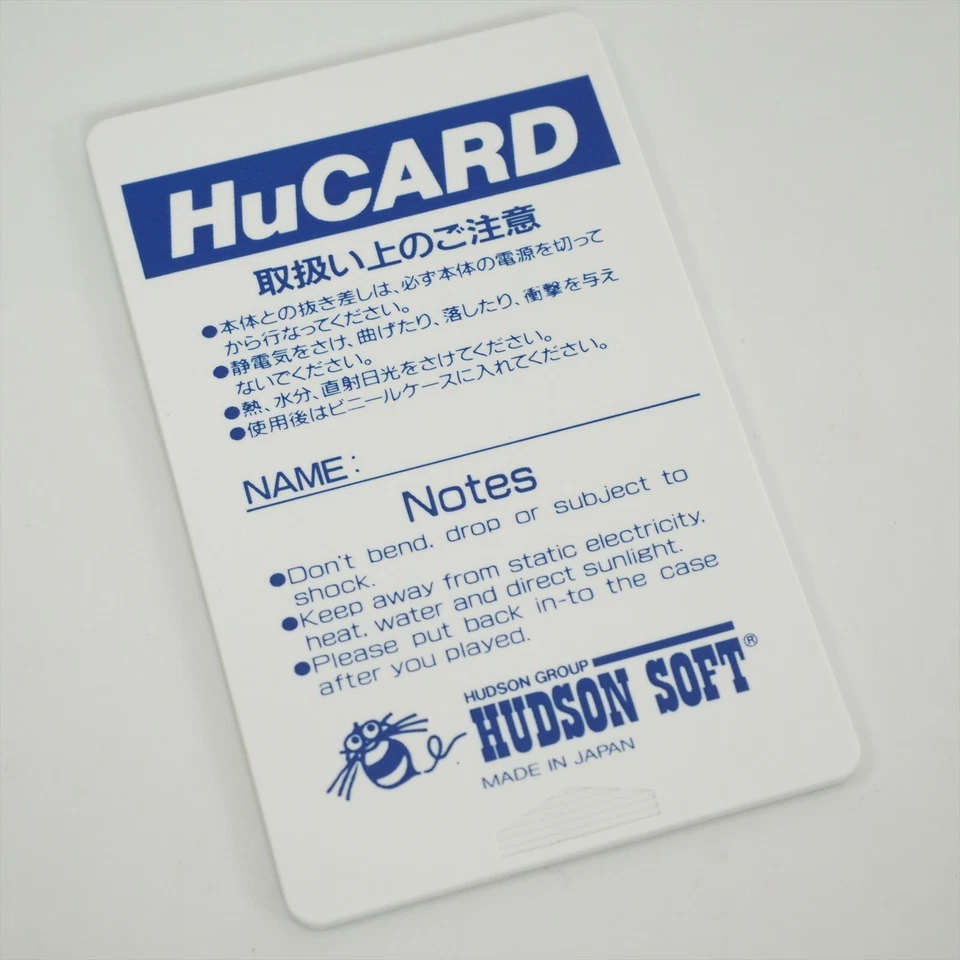 HuCARD
取扱い上のご注意
●本体との抜き差しは、必ず本体の電源を切って
から行なってください。
●静電気をさけ、曲げたり、落したり、衝撃を与え
ないでください。
●熱、水分、直射日光をさけてください。
●使用後はビニールケースに入れてください。
NAME:
Notes
●Don't bend, drop or subject to
shock.
●Keep away from static electricity,
heat, water and direct sunlight.
●Please put back in-to the case
after you played.
HUDSON GROUP
HUDSON SOFT®
MADE IN JAPAN